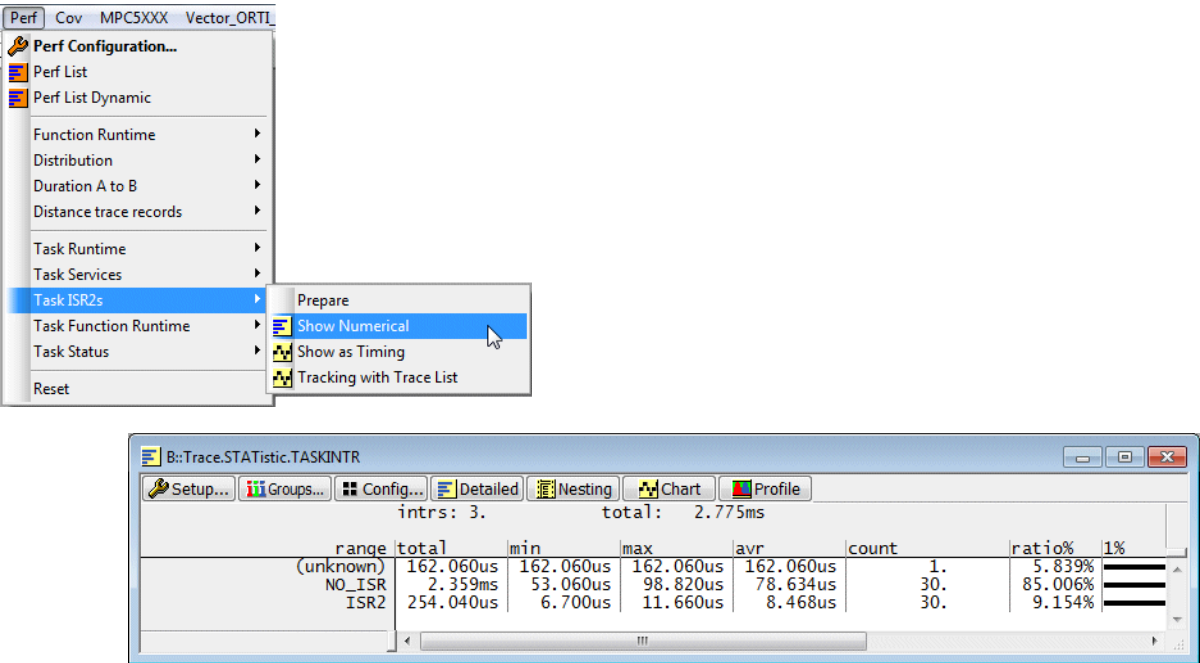 Perf Cov MPC5XXX Vector_ORTI_
Perf Configuration...
Perf List
Perf List Dynamic
Function Runtime
Distribution
Duration A to B
Distance trace records
Task Runtime
Task Services
Task ISR2s
Prepare
Task Function Runtime
Show Numerical
Task Status
Show as Timing
Tracking with Trace List
Reset
B::Trace.STATistic.TASKINTR
Setup... Groups... Config... Detailed Nesting Chart Profile
intrs: 3. total: 2.775ms
range total min max avr count ratio% 1%
(unknown) 162.060us 162.060us 162.060us 162.060us 1. 5.839%
NO_ISR 2.359ms 53.060us 98.820us 78.634us 30. 85.006%
ISR2 254.040us 6.700us 11.660us 8.468us 30. 9.154%